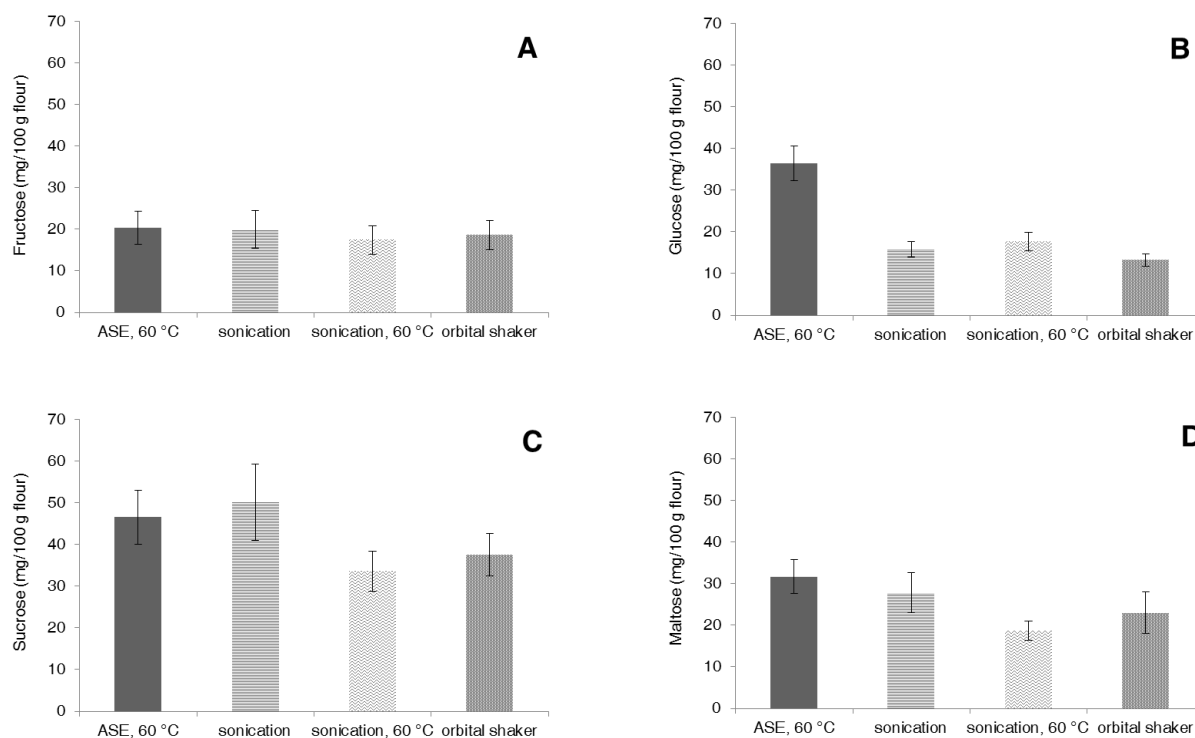 A
Fructose (mg/100 g flour)
70
60
50
40
30
20
10
0
ASE, 60 °C sonication sonication, 60 °C orbital shaker
B
Glucose (mg/100 g flour)
70
60
50
40
30
20
10
0
ASE, 60 °C sonication sonication, 60 °C orbital shaker
C
Sucrose (mg/100 g flour)
70
60
50
40
30
20
10
0
ASE, 60 °C sonication sonication, 60 °C orbital shaker
D
Maltose (mg/100 g flour)
70
60
50
40
30
20
10
0
ASE, 60 °C sonication sonication, 60 °C orbital shaker